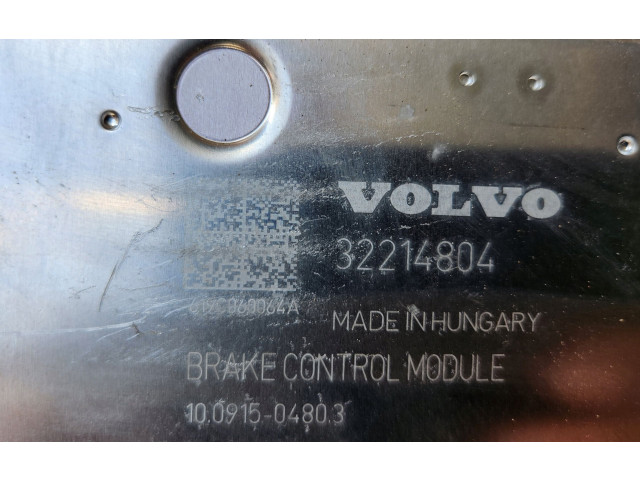 VOLVO
32214804
MADE IN HUNGARY
BRAKE CONTROL MODULE
10.0915-0480.3